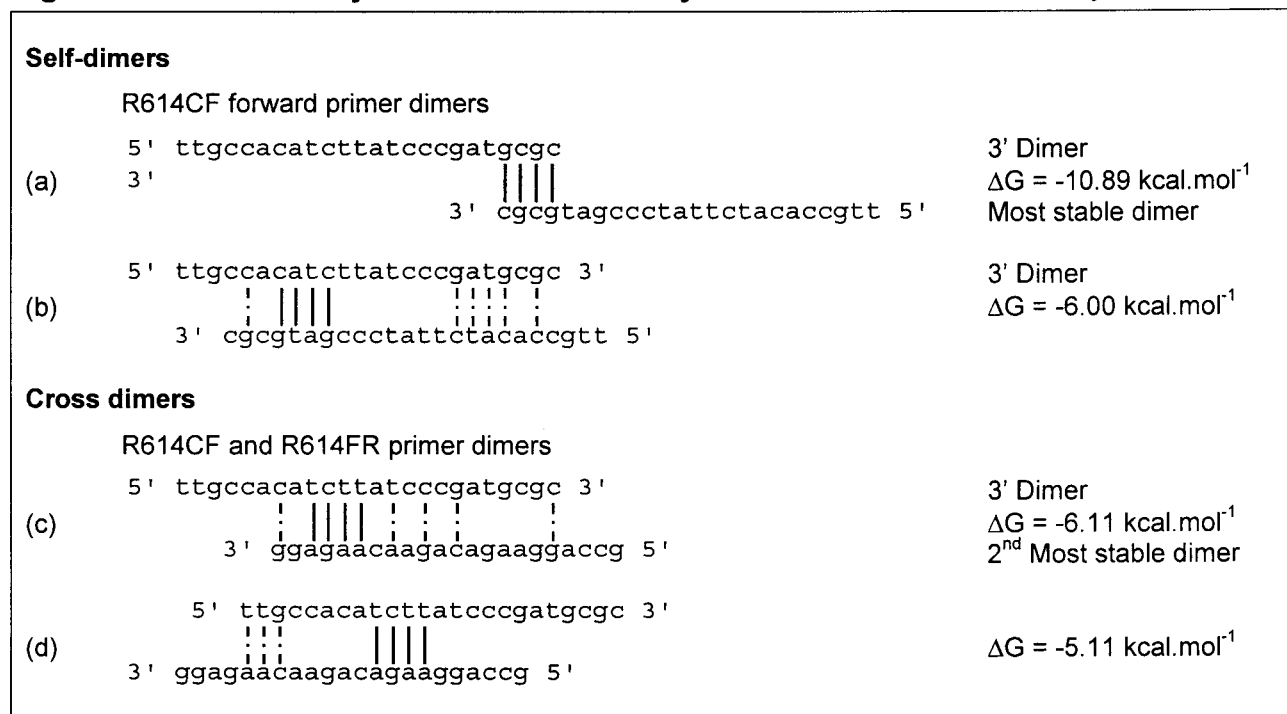 Self-dimers
R614CF forward primer dimers
5' ttgccacatcttatcccgatgcgc 3' Dimer
(a) 3' ΔG = -10.89 kcal.mol⁻¹
3' cgcgtagccctattctacaccgtt 5' Most stable dimer
5' ttgccacatcttatcccgatgcgc 3' 3' Dimer
(b) ΔG = -6.00 kcal.mol⁻¹
3' cgcgtagccctattctacaccgtt 5'
Cross dimers
R614CF and R614FR primer dimers
5' ttgccacatcttatcccgatgcgc 3' 3' Dimer
(c) ΔG = -6.11 kcal.mol⁻¹
3' ggagaacaagacagaaggaccg 5' 2nd Most stable dimer
5' ttgccacatcttatcccgatgcgc 3'
(d) ΔG = -5.11 kcal.mol⁻¹
3' ggagaacaagacagaaggaccg 5'